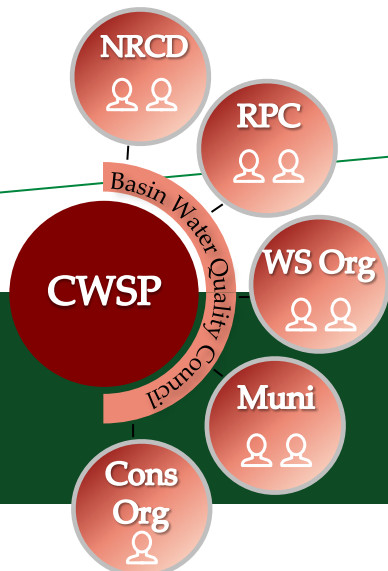 NRCD
RPC
Basin Water Quality Council
CWSP
WS Org
Muni
Cons
Org